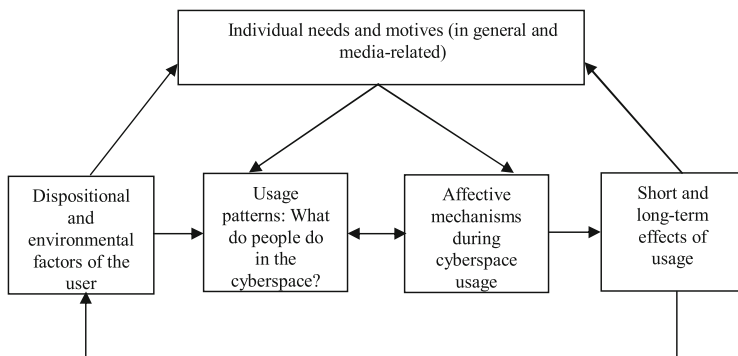 Individual needs and motives (in general and
media-related)
Dispositional
and
environmental
factors of the
user
Usage
patterns: What
do people do
in the
cyberspace?
Affective
mechanisms
during
cyberspace
usage
Short and
long-term
effects of
usage